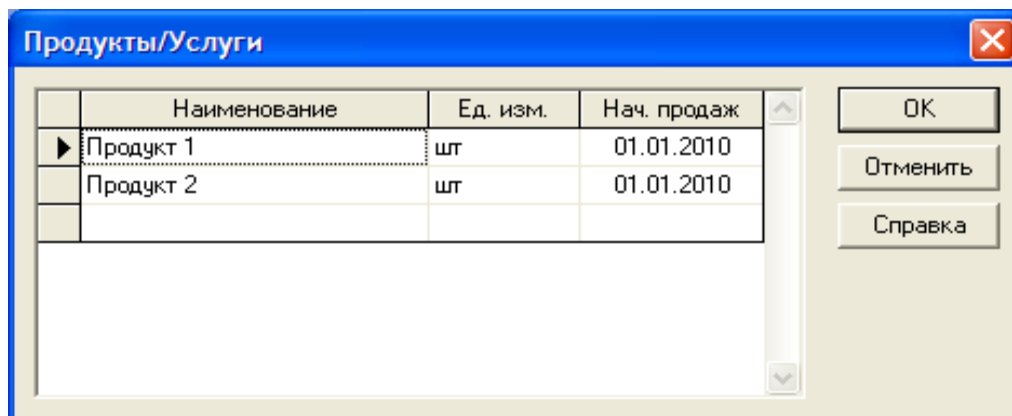 Продукты/Услуги
Наименование Ед. изм. Нач. продаж
Продукт 1 шт 01.01.2010
Продукт 2 шт 01.01.2010
OK
Отменить
Справка